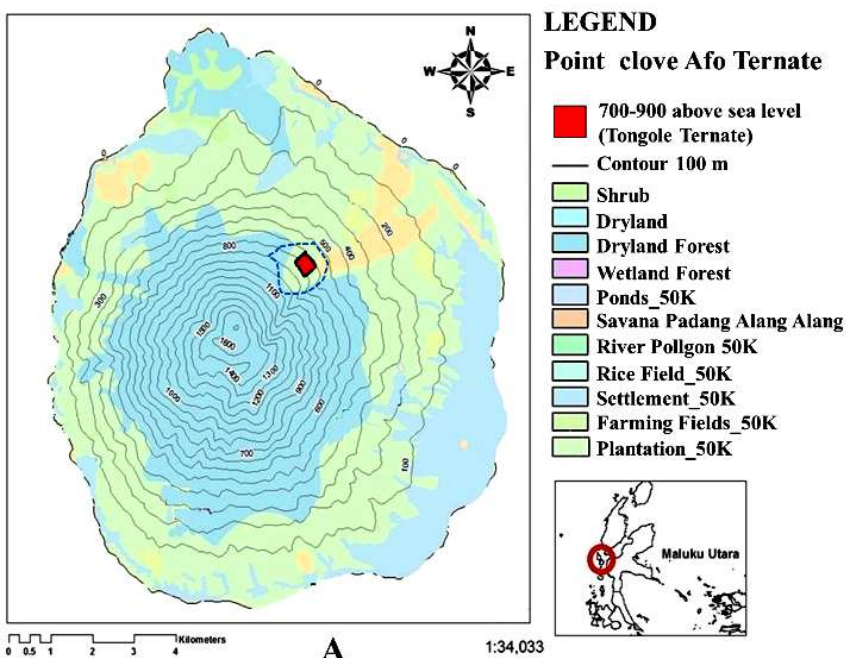 LEGEND
Point clove Afo Ternate
N
W E
S
700-900 above sea level
(Tongole Ternate)
Contour 100 m
Shrub
Dryland
Dryland Forest
Wetland Forest
Ponds_50K
Savana Padang Alang Alang
River Pollgon 50K
Rice Field_50K
Settlement_50K
Farming Fields_50K
Plantation_50K
Maluku Utara
0
0
0
0
200
400
800
1100
300
1500
1600
1400
1300
1200
1000
900
700
100
0 0.5 1 2 3 4
Kilometers
A
1:34,033